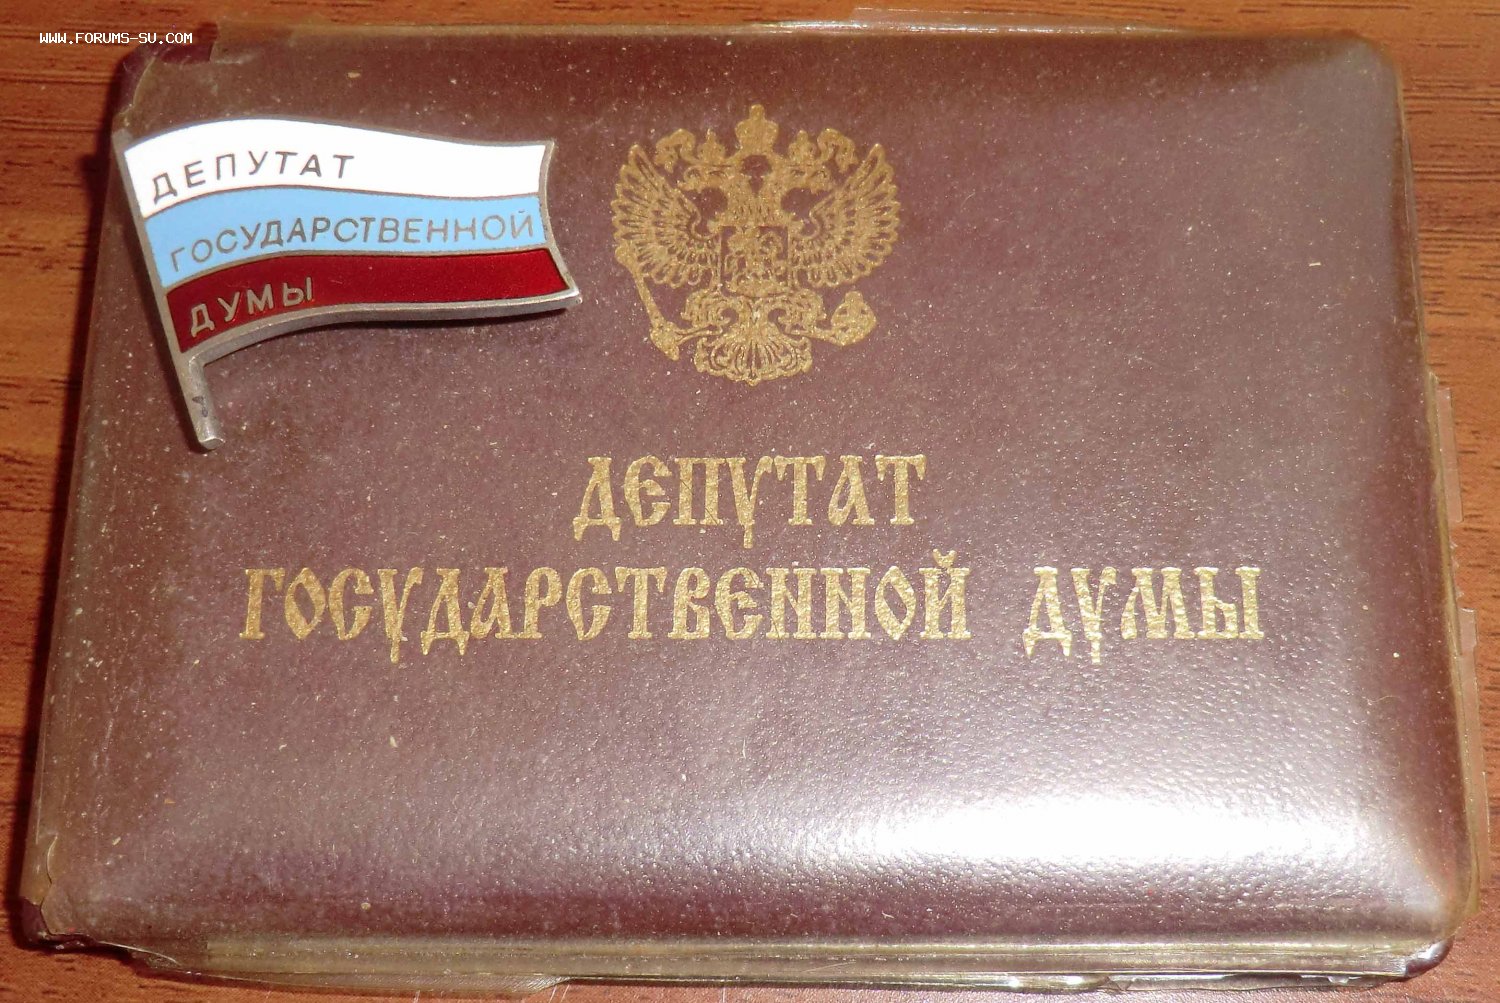 WWW.FORUMS-SU.COM
ДЕПУТАТ
ГОСУДАРСТВЕННОЙ
ДУМЫ
ДЕПУТАТ
ГОСУДАРСТВЕННОЙ ДУМЫ